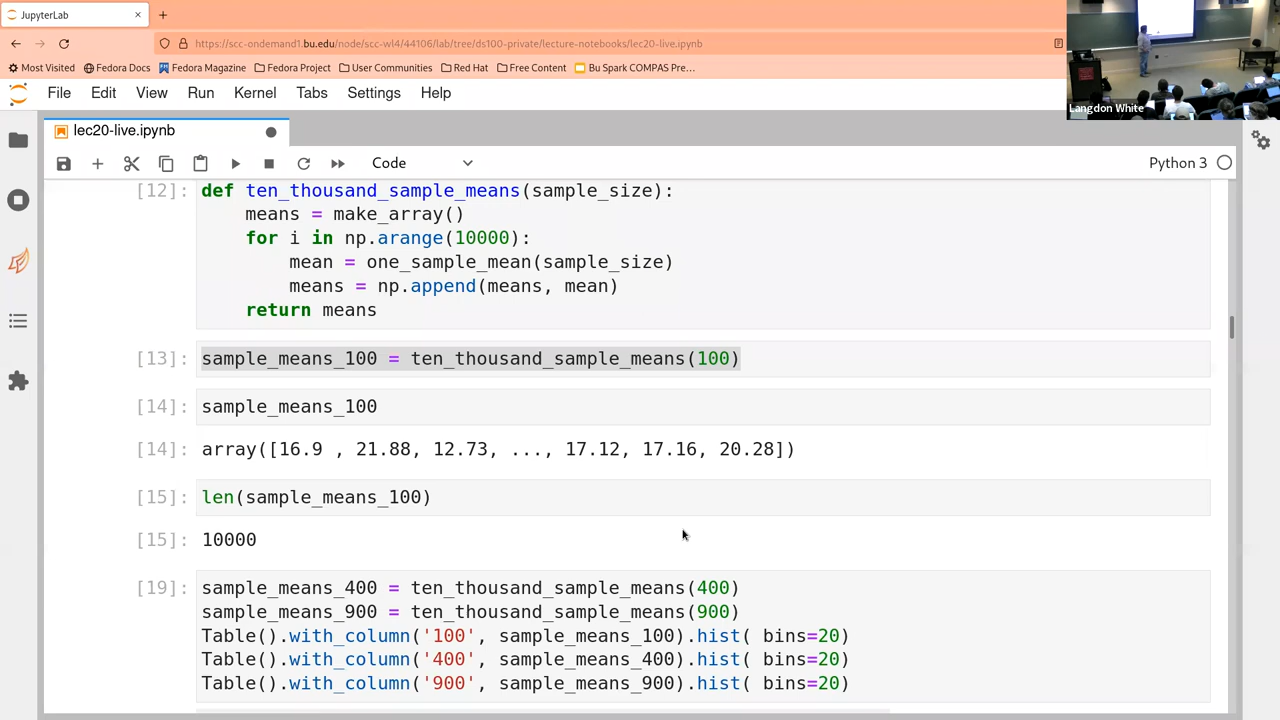 JupyterLab
https://scc-ondemand1.bu.edu/node/scc-wl4/44106/lab/tree/ds100-private/lecture-notebooks/lec20-live.ipynb
Most Visited Fedora Docs Fedora Magazine Fedora Project User Communities Red Hat Free Content Bu Spark COMPAS Pre...
Langdon White
File Edit View Run Kernel Tabs Settings Help
lec20-live.ipynb
Code
Python 3
[12]: def ten_thousand_sample_means(sample_size):
means = make_array()
for i in np.arange(10000):
mean = one_sample_mean(sample_size)
means = np.append(means, mean)
return means
[13]: sample_means_100 = ten_thousand_sample_means(100)
[14]: sample_means_100
[14]: array([16.9 , 21.88, 12.73, ..., 17.12, 17.16, 20.28])
[15]: len(sample_means_100)
[15]: 10000
[19]: sample_means_400 = ten_thousand_sample_means(400)
sample_means_900 = ten_thousand_sample_means(900)
Table().with_column('100', sample_means_100).hist( bins=20)
Table().with_column('400', sample_means_400).hist( bins=20)
Table().with_column('900', sample_means_900).hist( bins=20)